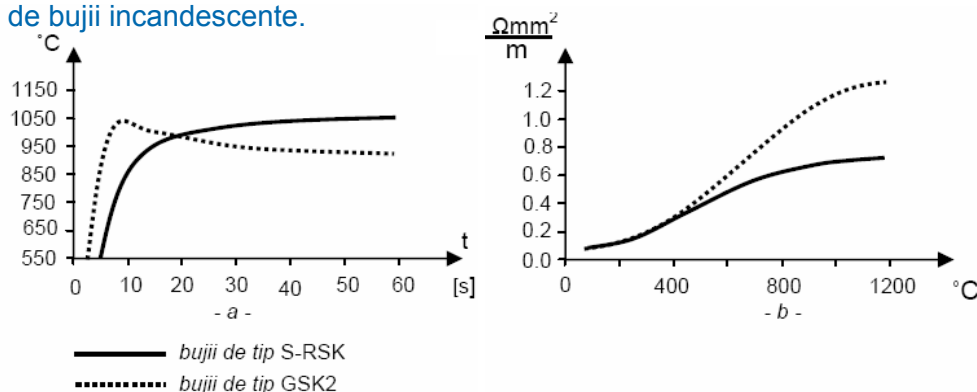 de bujii incandescente.
°C
1150
1050
950
850
750
650
550
0 10 20 30 40 50 60
t
[s]
- a -
Ωmm²
m
1.2
1.0
0.8
0.6
0.4
0.2
0.0
0 400 800 1200 °C
- b -
bujii de tip S-RSK
bujii de tip GSK2